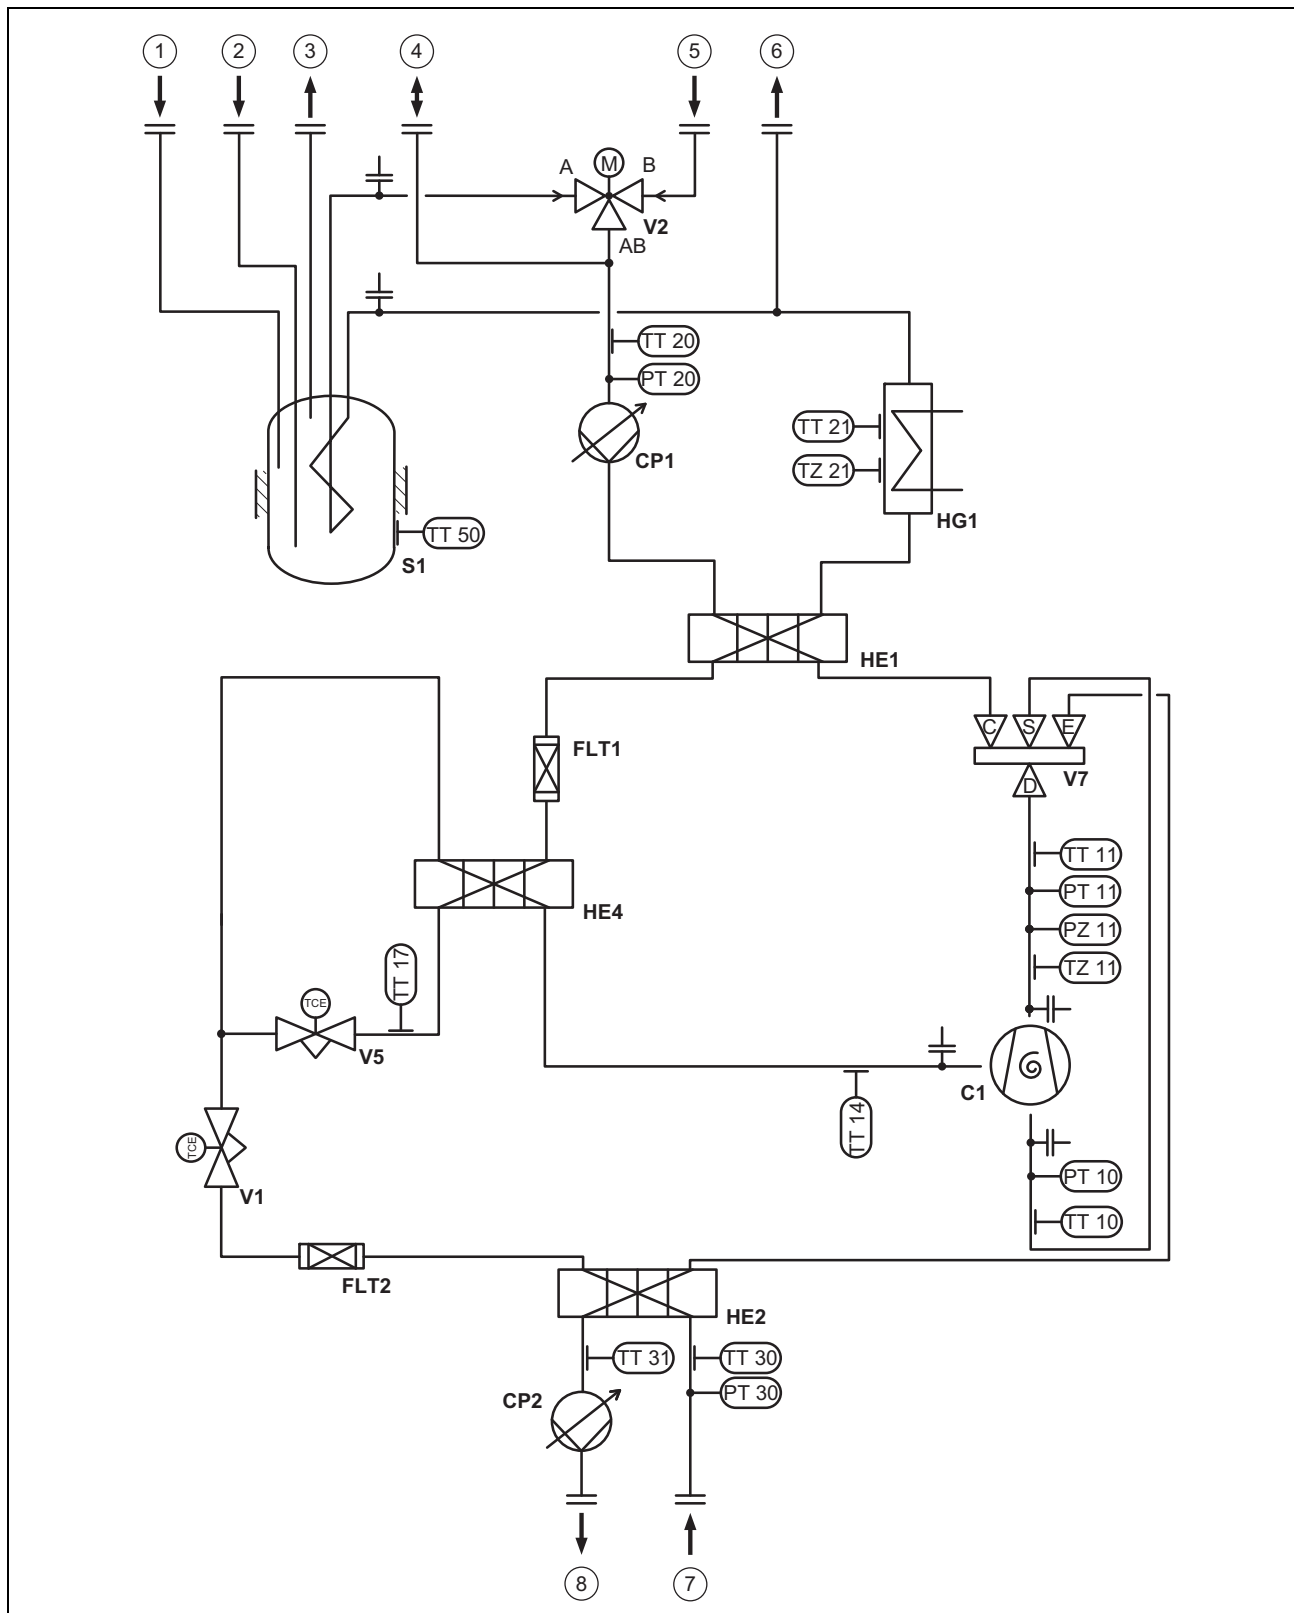 1 2 3 4 5 6
A M B
V2
AB
TT 20
PT 20
CP1
TT 21
TZ 21
HG1
TT 50
S1
HE1
C S E
V7
D
FLT1
TT 11
PT 11
PZ 11
TZ 11
HE4
TT 17
TCE
V5
C1
TT 14
TCE
V1
PT 10
TT 10
FLT2
HE2
TT 31
TT 30
PT 30
CP2
8 7